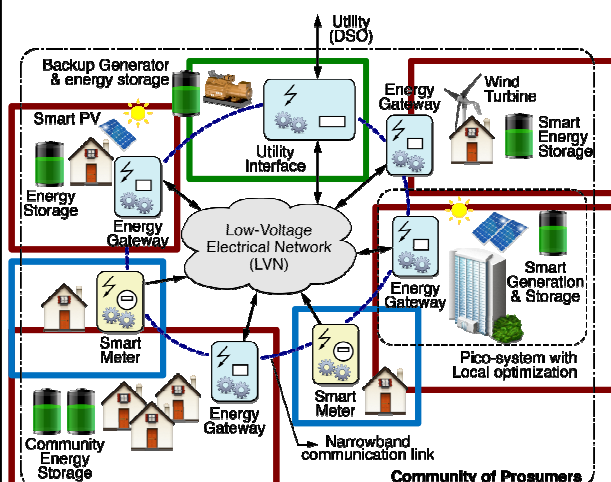 Utility
(DSO)
Backup Generator
& energy storage
Energy
Gateway
Wind
Turbine
Smart PV
Smart
Energy
Storage
Utility
Interface
Energy
Storage
Energy
Gateway
Low-Voltage
Electrical Network
(LVN)
Energy
Gateway
Smart
Generation
& Storage
Smart
Meter
Pico-system with
Local optimization
Energy
Gateway
Smart
Meter
Community
Energy
Storage
Narrowband
communication link
Community of Prosumers